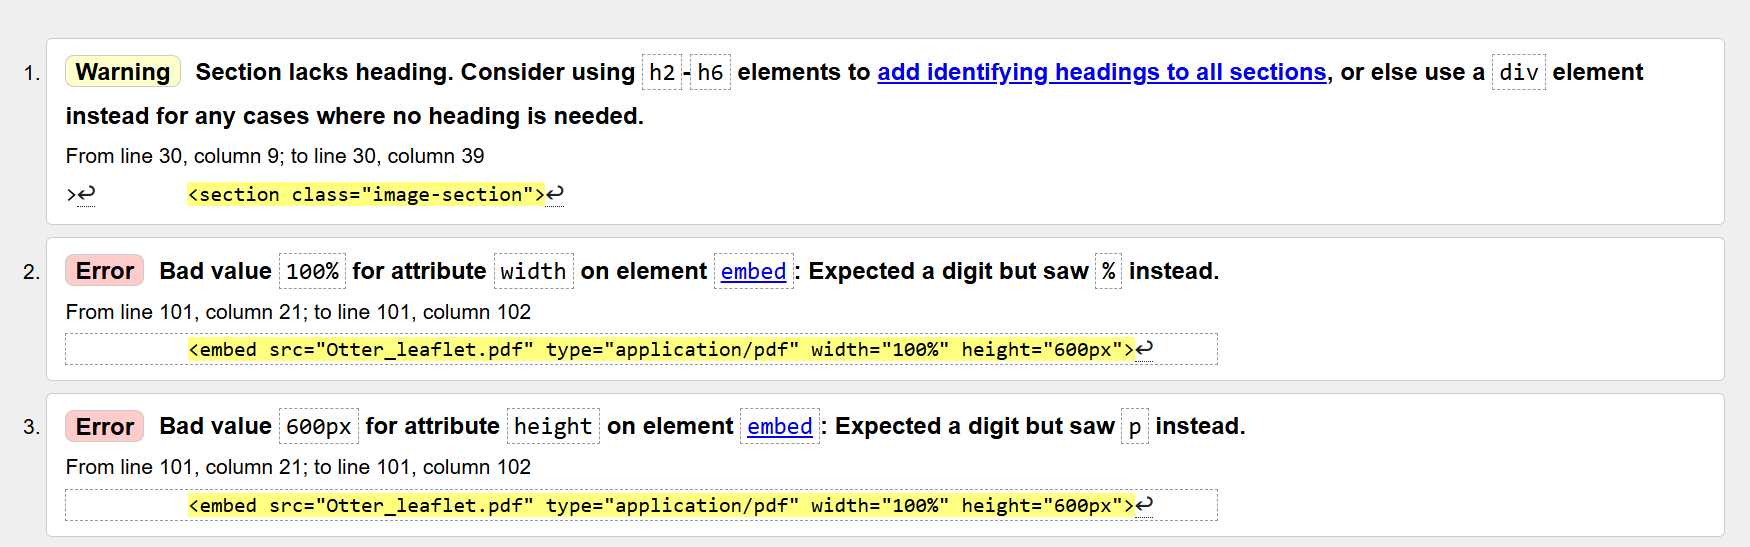 1. Warning Section lacks heading. Consider using h2-h6 elements to add identifying headings to all sections, or else use a div element
instead for any cases where no heading is needed.
From line 30, column 9; to line 30, column 39
>↩ <section class="image-section">↩
2. Error Bad value 100% for attribute width on element embed: Expected a digit but saw % instead.
From line 101, column 21; to line 101, column 102
<embed src="Otter_leaflet.pdf" type="application/pdf" width="100%" height="600px">↩
3. Error Bad value 600px for attribute height on element embed: Expected a digit but saw p instead.
From line 101, column 21; to line 101, column 102
<embed src="Otter_leaflet.pdf" type="application/pdf" width="100%" height="600px">↩